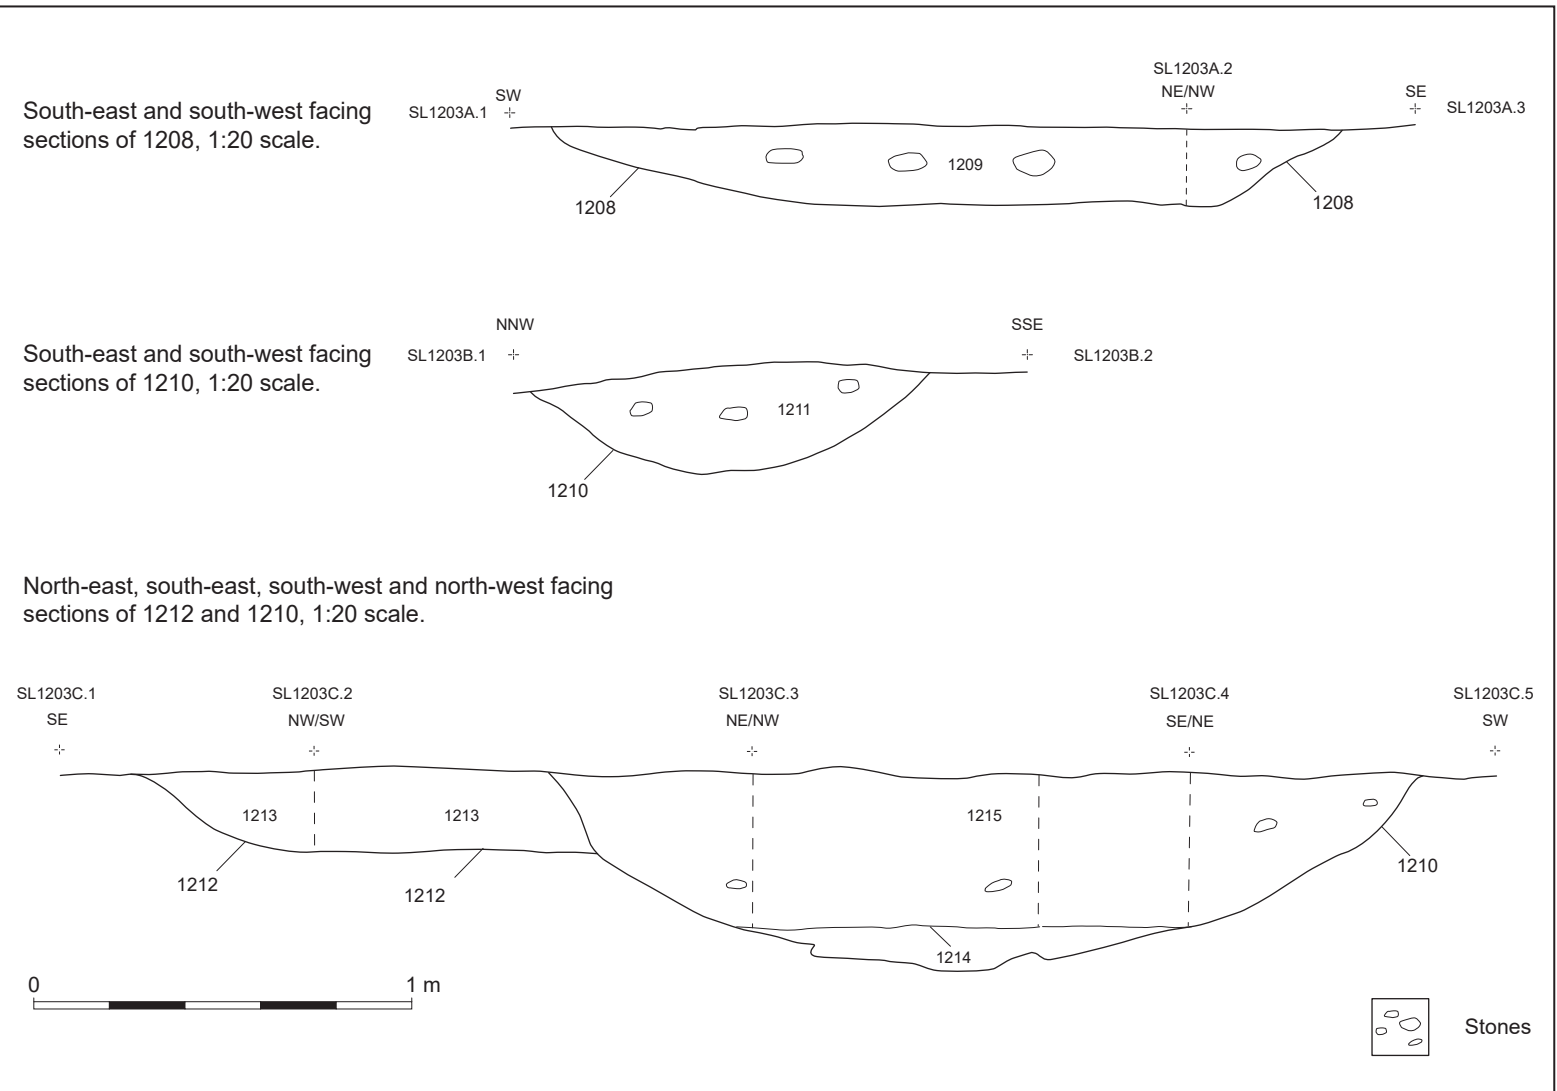 SL1203A.2
South-east and south-west facing
SW
NE/NW
SE
SL1203A.1
SL1203A.3
sections of 1208, 1:20 scale.
1209
1208
1208
NNW
SSE
South-east and south-west facing
SL1203B.1
SL1203B.2
sections of 1210, 1:20 scale.
1211
1210
North-east, south-east, south-west and north-west facing
sections of 1212 and 1210, 1:20 scale.
SL1203C.1
SL1203C.2
SL1203C.3
SL1203C.4
SL1203C.5
SE
NW/SW
NE/NW
SE/NE
SW
1213
1213
1215
1212
1212
1210
1214
0
1 m
Stones